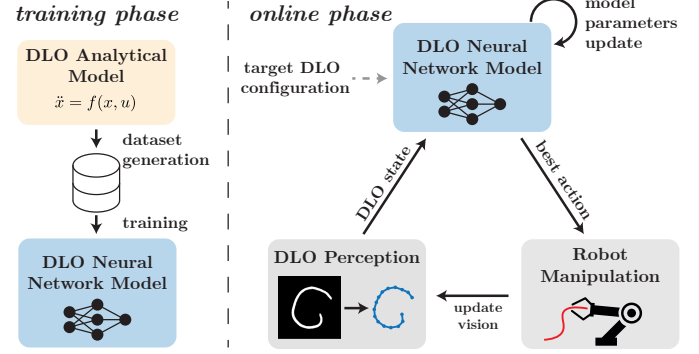 training phase
DLO Analytical
Model
ẍ = f(x, u)
dataset
generation
training
DLO Neural
Network Model
online phase
model
parameters
update
DLO Neural
Network Model
target DLO
configuration
DLO state
best action
DLO Perception
Robot
Manipulation
update
vision